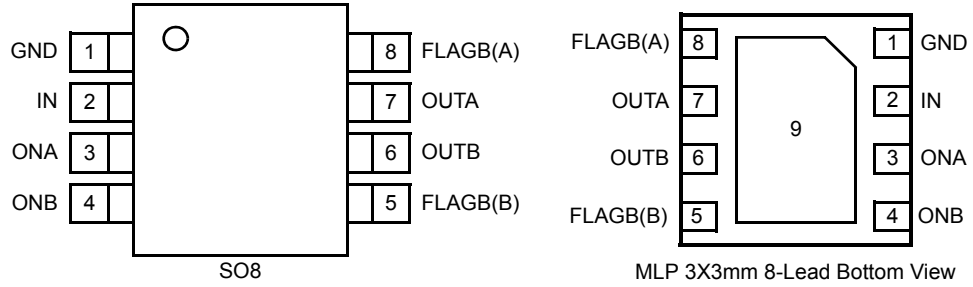 GND 1 8 FLAGB(A)
IN 2 7 OUTA
ONA 3 6 OUTB
ONB 4 5 FLAGB(B)
SO8
FLAGB(A) 8 1 GND
OUTA 7 2 IN
9
OUTB 6 3 ONA
FLAGB(B) 5 4 ONB
MLP 3X3mm 8-Lead Bottom View